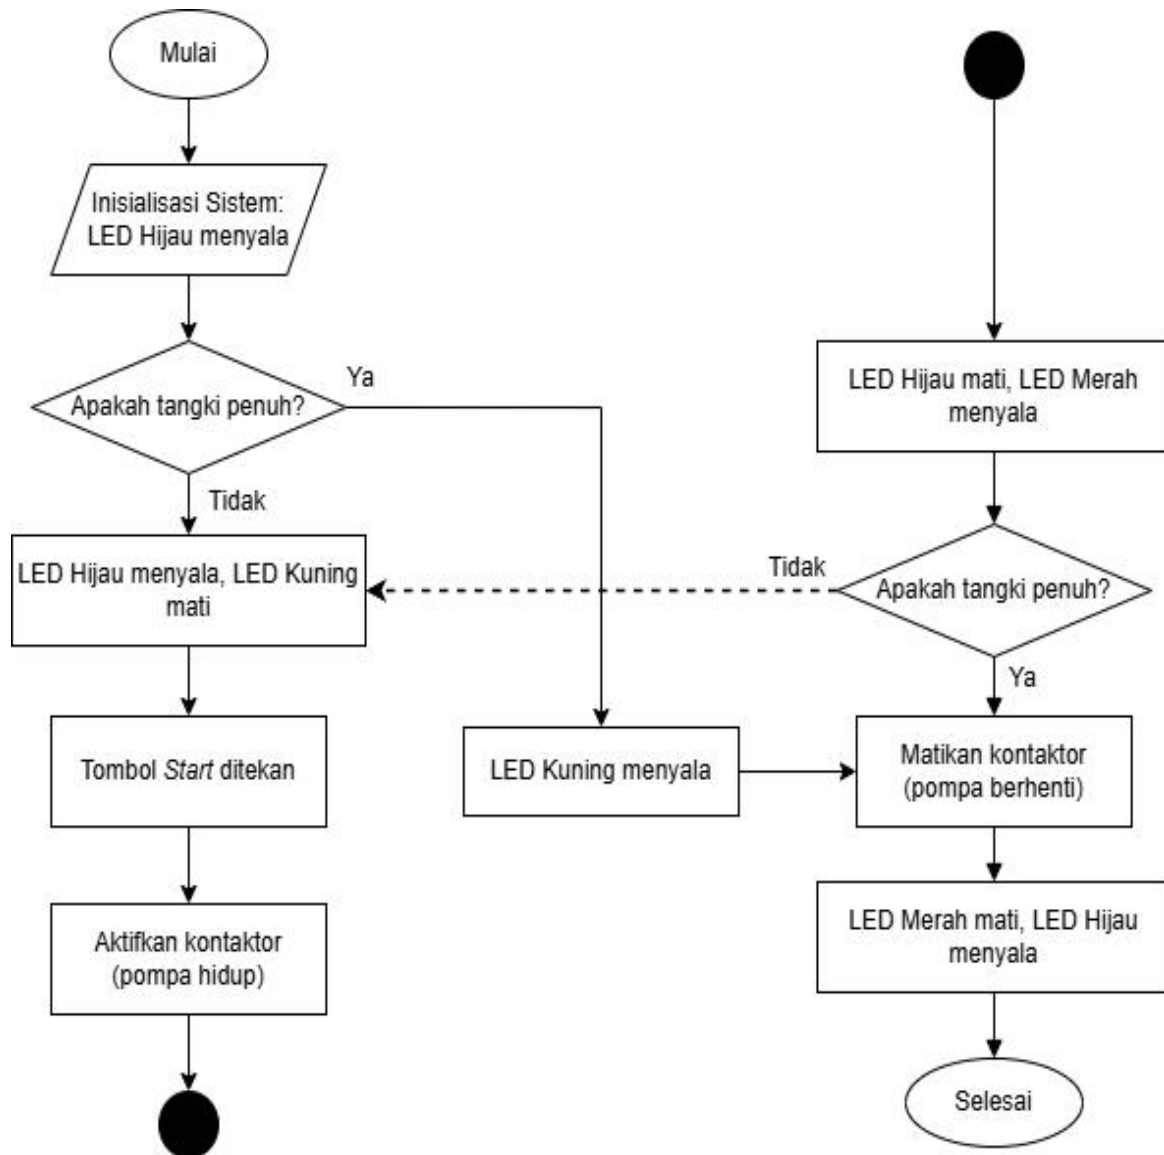 Mulai
Inisialisasi Sistem:
LED Hijau menyala
Apakah tangki penuh?
Ya
Tidak
LED Hijau menyala, LED Kuning
mati
Tombol Start ditekan
Aktifkan kontaktor
(pompa hidup)
LED Kuning menyala
LED Hijau mati, LED Merah
menyala
Apakah tangki penuh?
Tidak
Ya
Matikan kontaktor
(pompa berhenti)
LED Merah mati, LED Hijau
menyala
Selesai